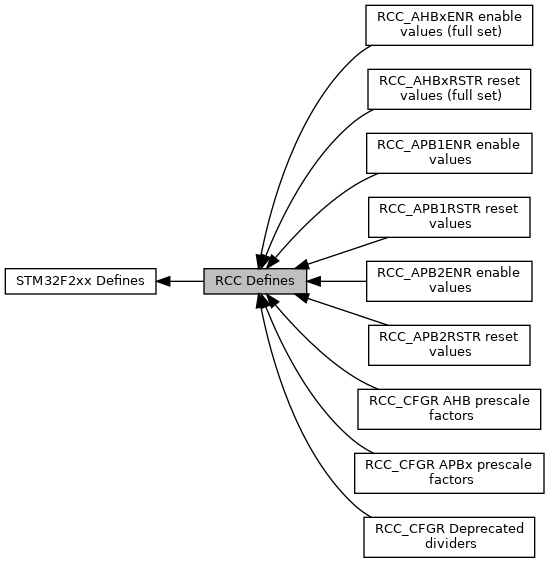 RCC_AHBxENR enable
values (full set)
RCC_AHBxRSTR reset
values (full set)
RCC_APB1ENR enable
values
RCC_APB1RSTR reset
values
STM32F2xx Defines
RCC Defines
RCC_APB2ENR enable
values
RCC_APB2RSTR reset
values
RCC_CFGR AHB prescale
factors
RCC_CFGR APBx prescale
factors
RCC_CFGR Deprecated
dividers